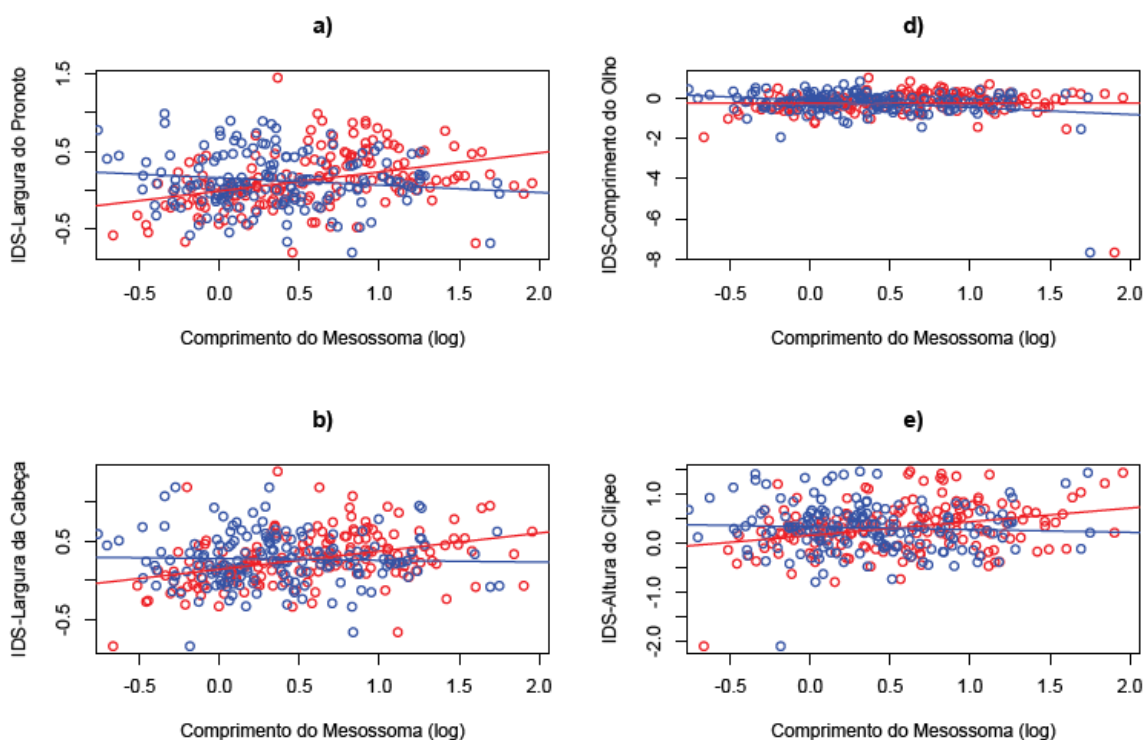 a)
IDS-Largura do Pronoto
1.5
0.5
-0.5
-0.5 0.0 0.5 1.0 1.5 2.0
Comprimento do Mesossoma (log)
d)
IDS-Comprimento do Olho
0
-2
-4
-6
-8
-0.5 0.0 0.5 1.0 1.5 2.0
Comprimento do Mesossoma (log)
b)
IDS-Largura da Cabeça
0.5
-0.5
-0.5 0.0 0.5 1.0 1.5 2.0
Comprimento do Mesossoma (log)
e)
IDS-Altura do Clípeo
1.0
0.0
-1.0
-2.0
-0.5 0.0 0.5 1.0 1.5 2.0
Comprimento do Mesossoma (log)